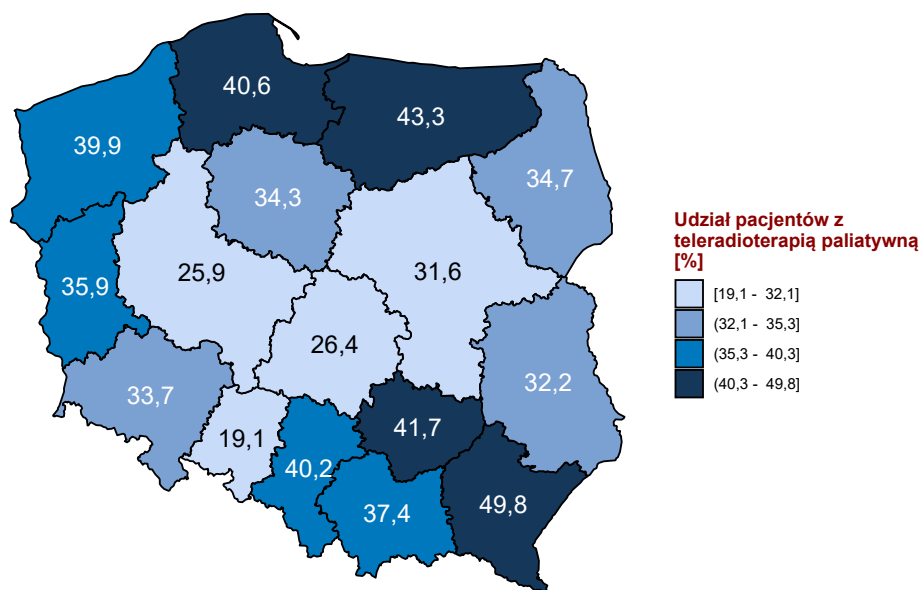 40,6
43,3
39,9
34,7
34,3
25,9
31,6
35,9
26,4
32,2
33,7
41,7
19,1
40,2
49,8
37,4
Udział pacjentów z
teleradioterapią paliatywną
[%]
[19,1 - 32,1]
(32,1 - 35,3]
(35,3 - 40,3]
(40,3 - 49,8]